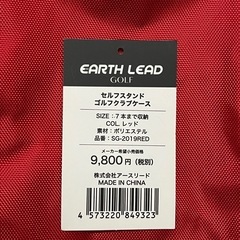 EARTH LEAD
GOLF
セルフスタンド
ゴルフクラブケース
SIZE：7本まで収納
COL. レッド
素材：ポリエステル
品番：SG-2019RED
メーカー希望小売価格
9,800円（税別）
株式会社アースリード
MADE IN CHINA
4573220849323